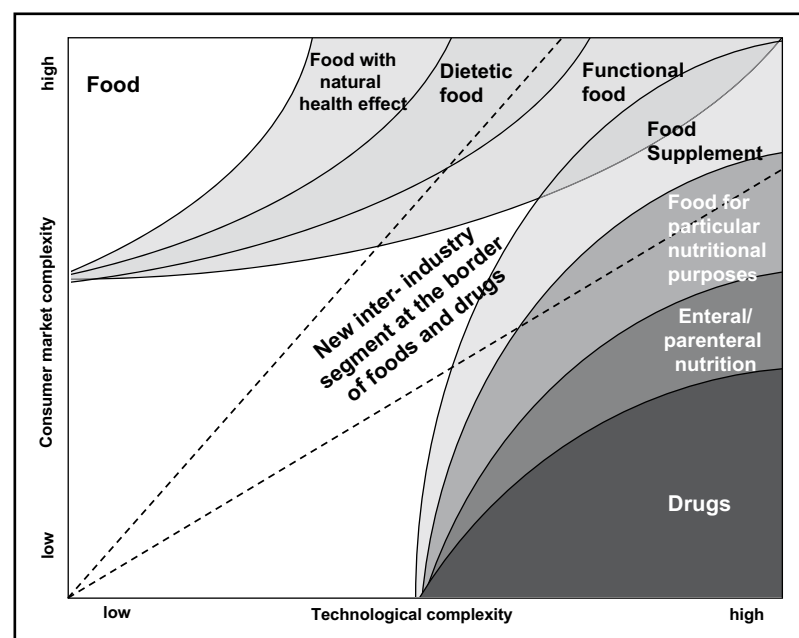 high
Food
Food with
natural
health effect
Dietetic
food
Functional
food
Food
Supplement
Food for
particular
nutritional
purposes
Enteral/
parenteral
nutrition
Drugs
New inter- industry
segment at the border
of foods and drugs
Consumer market complexity
low
low
Technological complexity
high